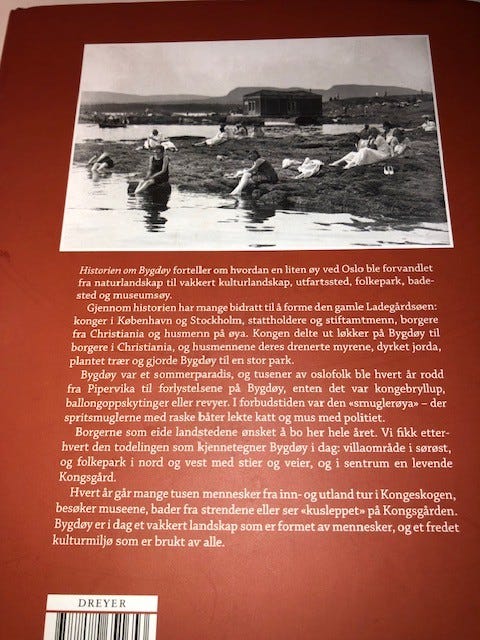 Historien om Bygdøy forteller om hvordan en liten øy ved Oslo ble forvandlet
fra naturlandskap til vakkert kulturlandskap, utfartssted, folkepark, bade-
sted og museumsøy.
Gjennom historien har mange bidratt til å forme den gamle Ladegårdsøen:
konger i København og Stockholm, stattholdere og stiftamtmenn, borgere
fra Christiania og husmenn på øya. Kongen delte ut løkker på Bygdøy til
borgere i Christiania, og husmennene deres drenerte myrene, dyrket jorda,
plantet trær og gjorde Bygdøy til en stor park.
Bygdøy var et sommerparadis, og tusener av oslofolk ble hvert år rodd
fra Pipervika til forlystelsene på Bygdøy, enten det var kongebryllup,
ballongoppskytinger eller revyer. I forbudstiden var den «smuglerøya» – der
spritsmuglerne med raske båter lekte katt og mus med politiet.
Borgerne som eide landstedene ønsket å bo her hele året. Vi fikk etter-
hvert den todelingen som kjennetegner Bygdøy i dag: villaområde i sørøst,
og folkepark i nord og vest med stier og veier, og i sentrum en levende
Kongsgård.
Hvert år går mange tusen mennesker fra inn- og utland tur i Kongeskogen,
besøker museene, bader fra strendene eller ser «kusleppet» på Kongsgården.
Bygdøy er i dag et vakkert landskap som er formet av mennesker, og et fredet
kulturmiljø som er brukt av alle.
DREYER